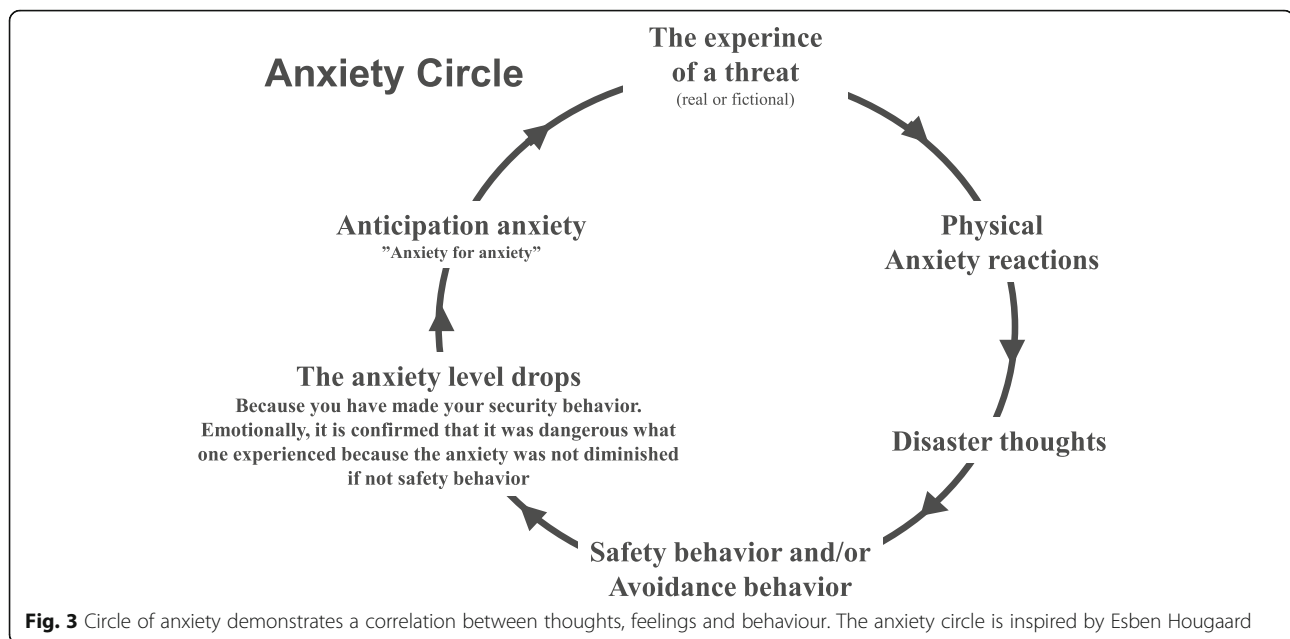 Anxiety Circle
The experince
of a threat
(real or fictional)
Physical
Anxiety reactions
Disaster thoughts
Safety behavior and/or
Avoidance behavior
The anxiety level drops
Because you have made your security behavior.
Emotionally, it is confirmed that it was dangerous what
one experienced because the anxiety was not diminished
if not safety behavior
Anticipation anxiety
”Anxiety for anxiety”
Fig. 3 Circle of anxiety demonstrates a correlation between thoughts, feelings and behaviour. The anxiety circle is inspired by Esben Hougaard